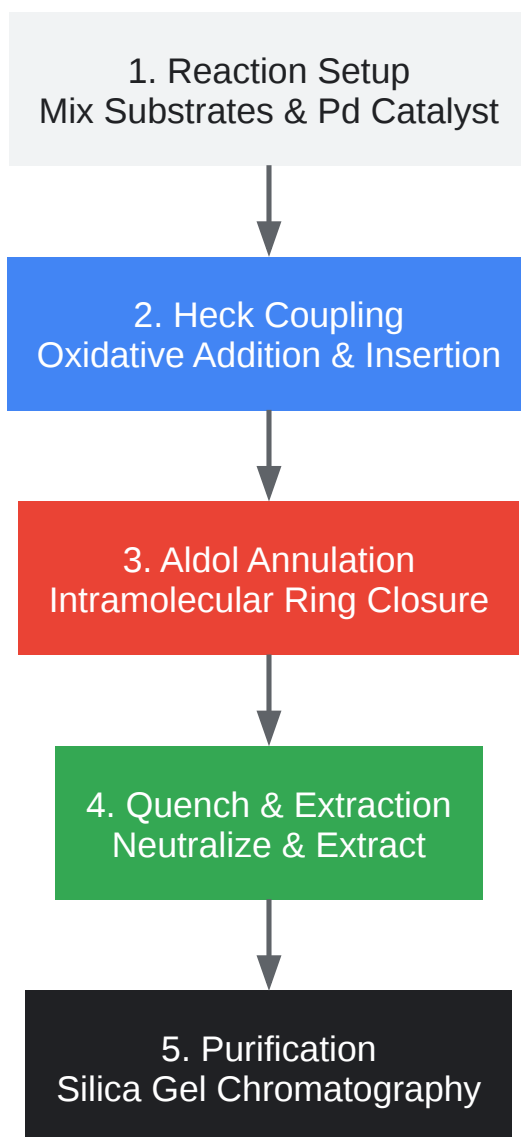 1. Reaction Setup
Mix Substrates & Pd Catalyst
2. Heck Coupling
Oxidative Addition & Insertion
3. Aldol Annulation
Intramolecular Ring Closure
4. Quench & Extraction
Neutralize & Extract
5. Purification
Silica Gel Chromatography